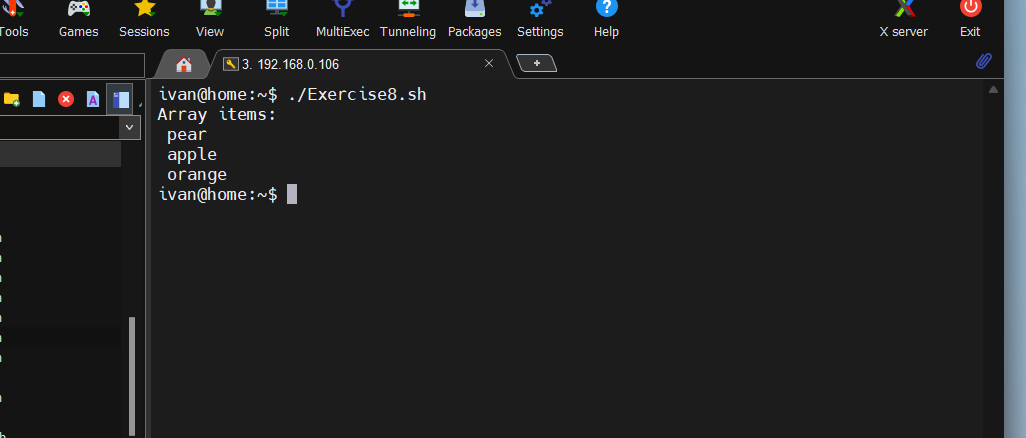 Tools Games Sessions View Split MultiExec Tunneling Packages Settings Help X server Exit
3. 192.168.0.106
ivan@home:~$ ./Exercise8.sh
Array items:
 pear
 apple
 orange
ivan@home:~$